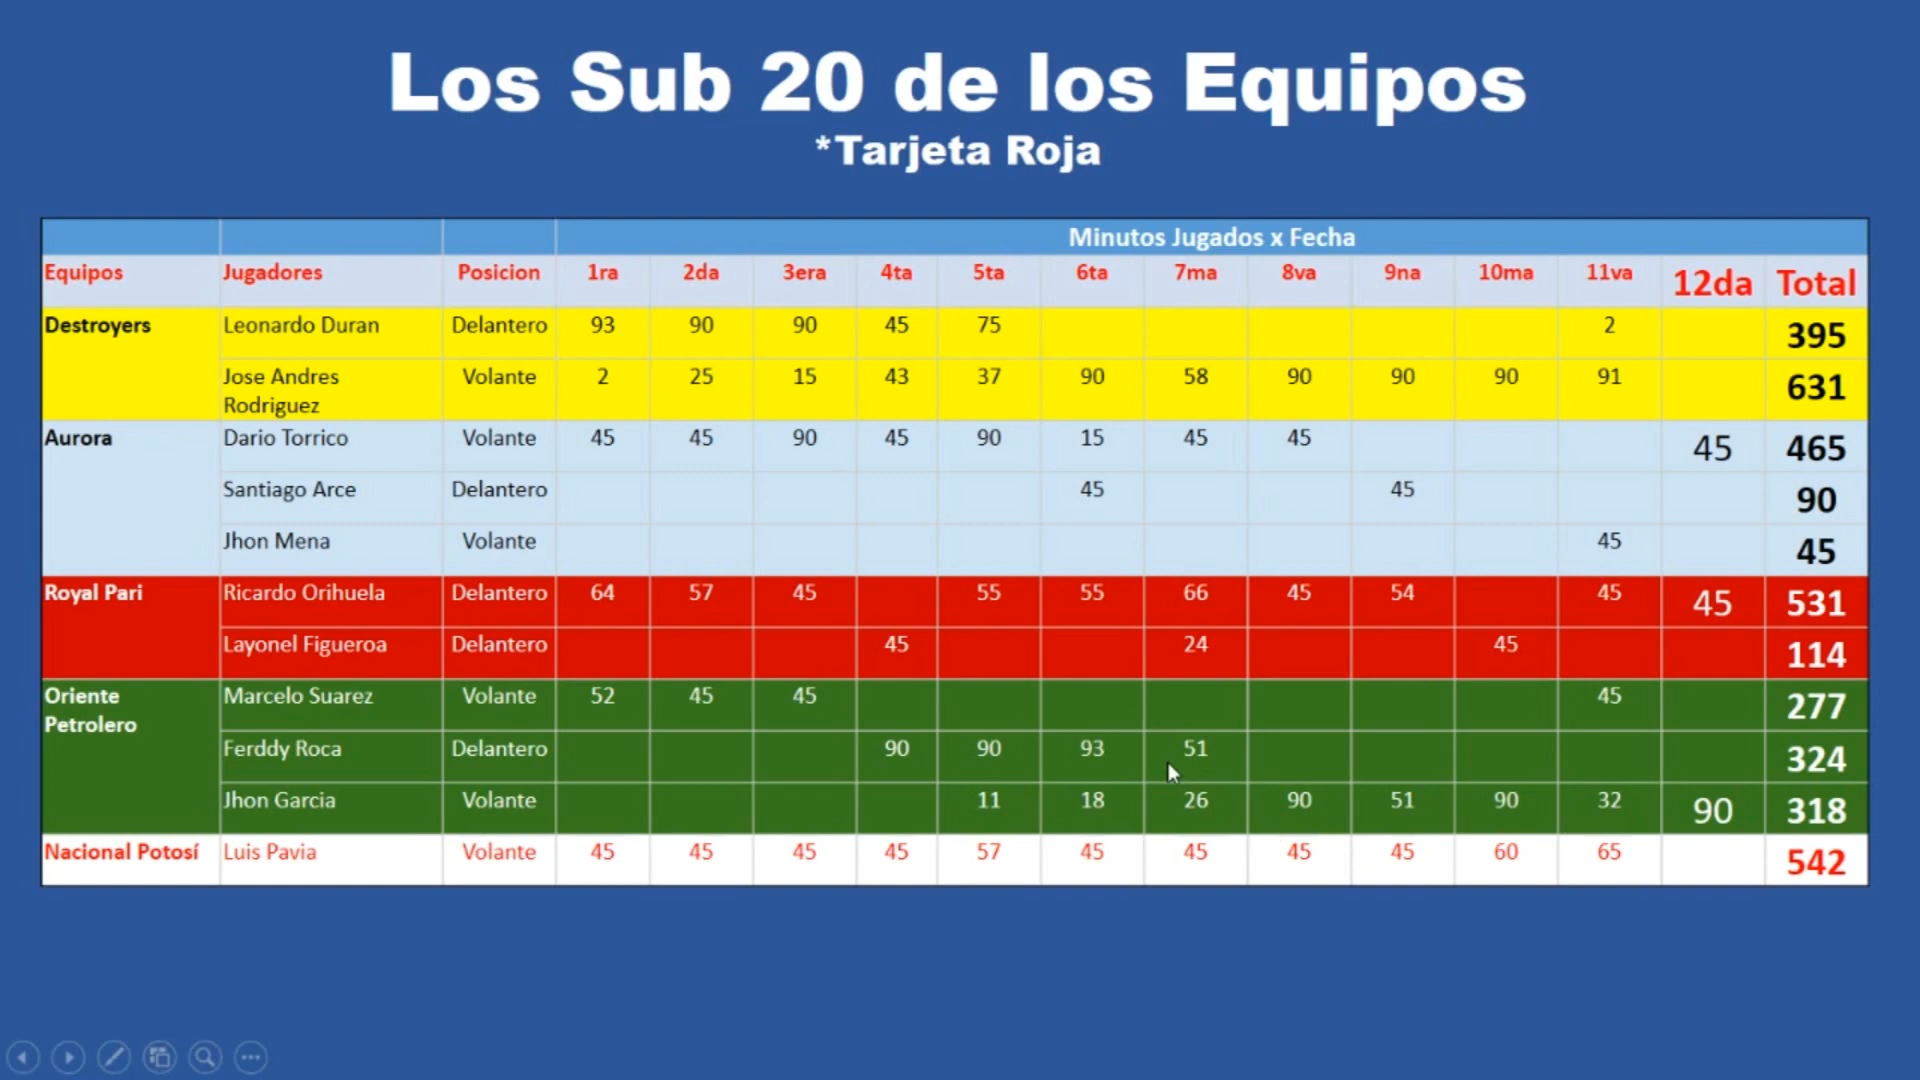 Los Sub 20 de los Equipos
*Tarjeta Roja
Minutos Jugados x Fecha
Equipos Jugadores Posicion 1ra 2da 3era 4ta 5ta 6ta 7ma 8va 9na 10ma 11va 12da Total
Destroyers Leonardo Duran Delantero 93 90 90 45 75 2 395
Jose Andres Rodriguez Volante 2 25 15 43 37 90 58 90 90 90 91 631
Aurora Dario Torrico Volante 45 45 90 45 90 15 45 45 45 465
Santiago Arce Delantero 45 45 90
Jhon Mena Volante 45 45
Royal Pari Ricardo Orihuela Delantero 64 57 45 55 55 66 45 54 45 45 531
Layonel Figueroa Delantero 45 24 45 114
Oriente Petrolero Marcelo Suarez Volante 52 45 45 45 277
Ferddy Roca Delantero 90 90 93 51 324
Jhon Garcia Volante 11 18 26 90 51 90 32 90 318
Nacional Potosí Luis Pavia Volante 45 45 45 45 57 45 45 45 45 60 65 542